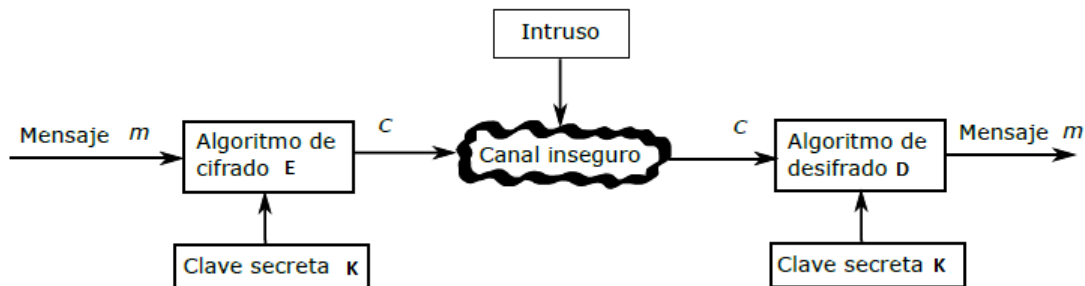 Intruso
Mensaje m
Algoritmo de
cifrado E
C
Canal inseguro
C
Algoritmo de
desifrado D
Mensaje m
Clave secreta K
Clave secreta K